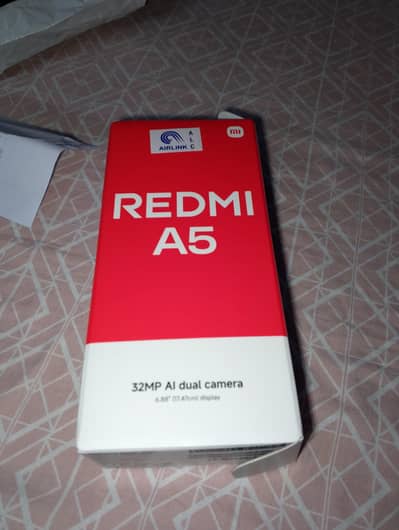 AIRLINK
A
L
C
mi
REDMI
A5
32MP AI dual camera
6.88" (17.47cm) display